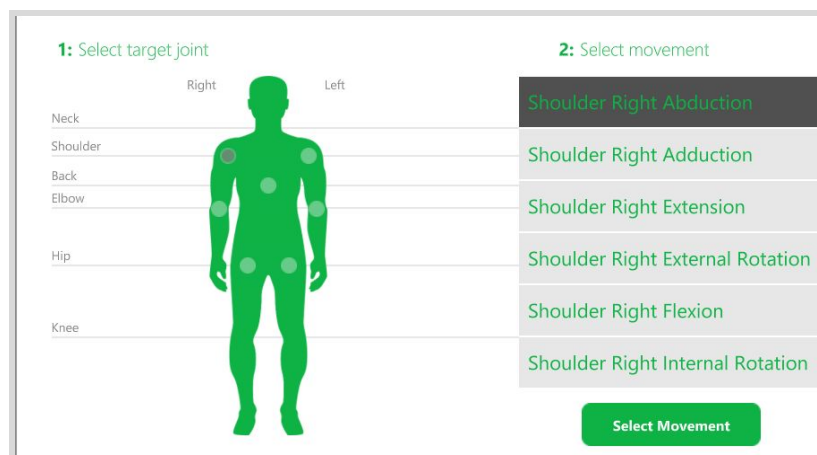 1: Select target joint
Right
Left
Neck
Shoulder
Back
Elbow
Hip
Knee
2: Select movement
Shoulder Right Abduction
Shoulder Right Adduction
Shoulder Right Extension
Shoulder Right External Rotation
Shoulder Right Flexion
Shoulder Right Internal Rotation
Select Movement